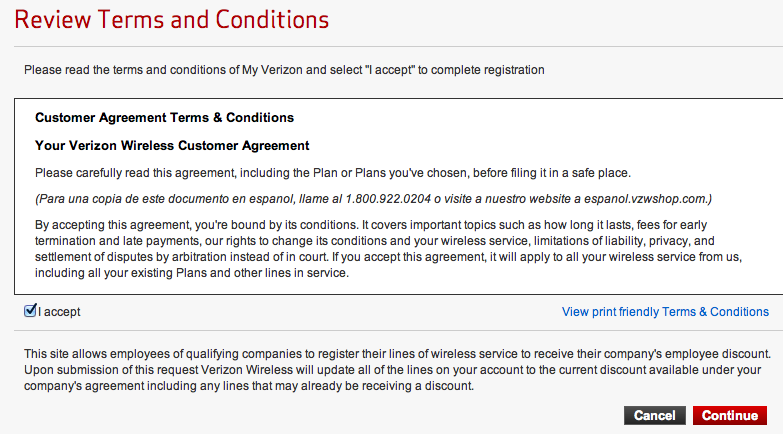 Review Terms and Conditions
Please read the terms and conditions of My Verizon and select "I accept" to complete registration
Customer Agreement Terms & Conditions
Your Verizon Wireless Customer Agreement
Please carefully read this agreement, including the Plan or Plans you've chosen, before filing it in a safe place.
(Para una copia de este documento en espanol, llame al 1.800.922.0204 o visite a nuestro website a espanol.vzwshop.com.)
By accepting this agreement, you're bound by its conditions. It covers important topics such as how long it lasts, fees for early
termination and late payments, our rights to change its conditions and your wireless service, limitations of liability, privacy, and
settlement of disputes by arbitration instead of in court. If you accept this agreement, it will apply to all your wireless service from us,
including all your existing Plans and other lines in service.
I accept
View print friendly Terms & Conditions
This site allows employees of qualifying companies to register their lines of wireless service to receive their company's employee discount.
Upon submission of this request Verizon Wireless will update all of the lines on your account to the current discount available under your
company's agreement including any lines that may already be receiving a discount.
Cancel
Continue